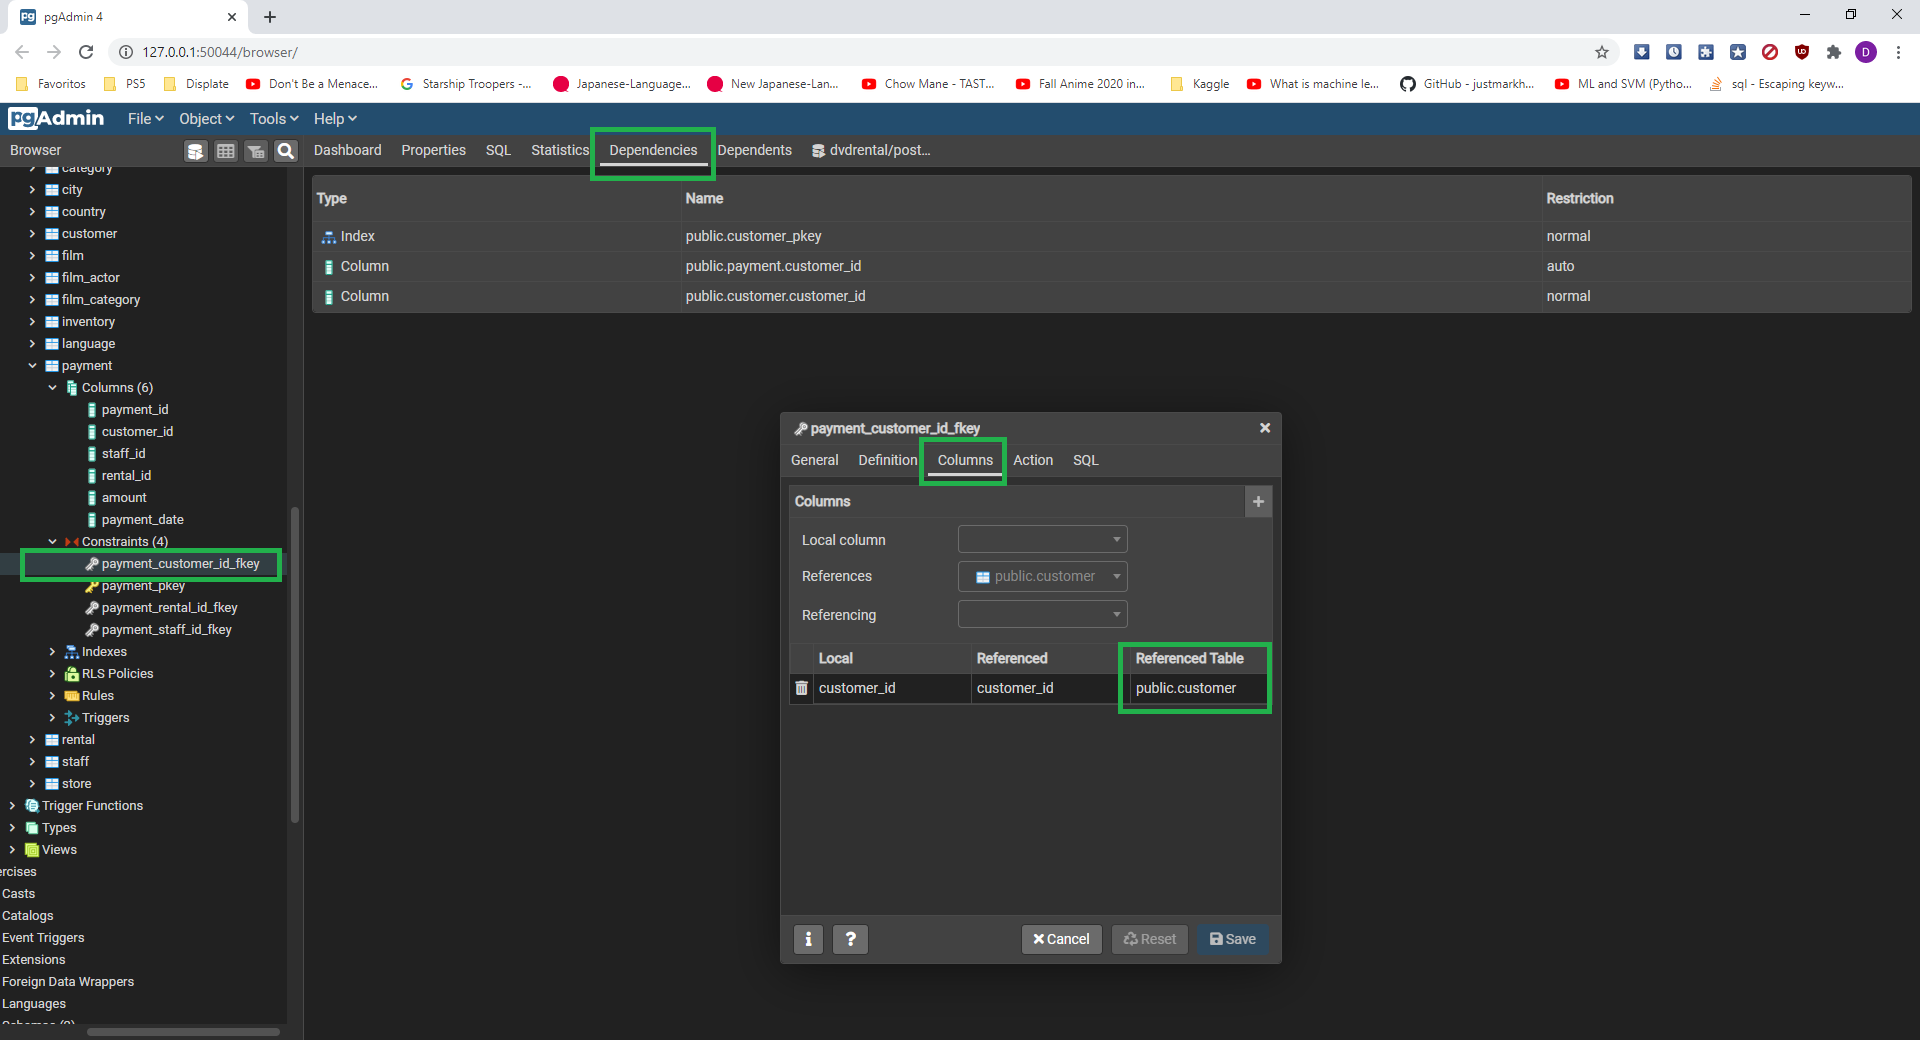 pgAdmin 4
127.0.0.1:50044/browser/
D
Favoritos PS5 Displate Don't Be a Menace... Starship Troopers -... Japanese-Language... New Japanese-Lan... Chow Mane - TAST... Fall Anime 2020 in... Kaggle What is machine le... GitHub - justmarkh... ML and SVM (Pytho... sql - Escaping keyw...
pgAdmin File Object Tools Help
Browser
Dashboard Properties SQL Statistics Dependencies Dependents dvdrental/post...
category
city
country
customer
film
film_actor
film_category
inventory
language
payment
Columns (6)
payment_id
customer_id
staff_id
rental_id
amount
payment_date
Constraints (4)
payment_customer_id_fkey
payment_pkey
payment_rental_id_fkey
payment_staff_id_fkey
Indexes
RLS Policies
Rules
Triggers
rental
staff
store
Trigger Functions
Types
Views
ercises
Casts
Catalogs
Event Triggers
Extensions
Foreign Data Wrappers
Languages
Type Name Restriction
Index public.customer_pkey normal
Column public.payment.customer_id auto
Column public.customer.customer_id normal
payment_customer_id_fkey
General Definition Columns Action SQL
Columns
Local column
References public.customer
Referencing
Local Referenced Referenced Table
customer_id customer_id public.customer
i ? Cancel Reset Save